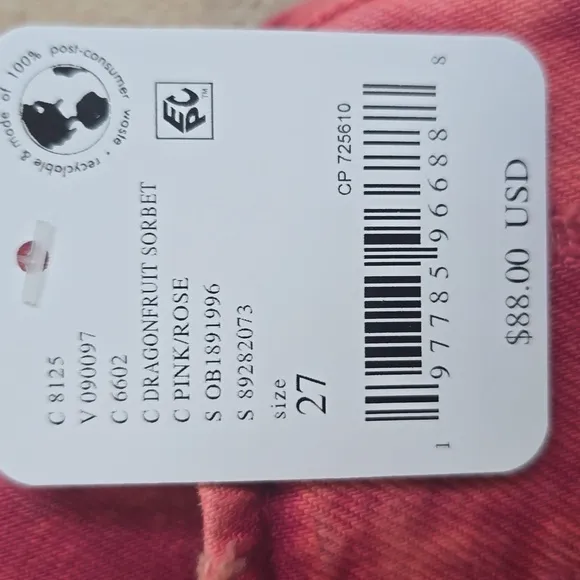 made of 100% post-consumer waste • recyclable &
EPC™
C 8125
V 090097
C 6602
C DRAGONFRUIT SORBET
C PINK/ROSE
S OB1891996
S 89282073
size
27
CP 725610
1 97785 96688 8
$88.00 USD